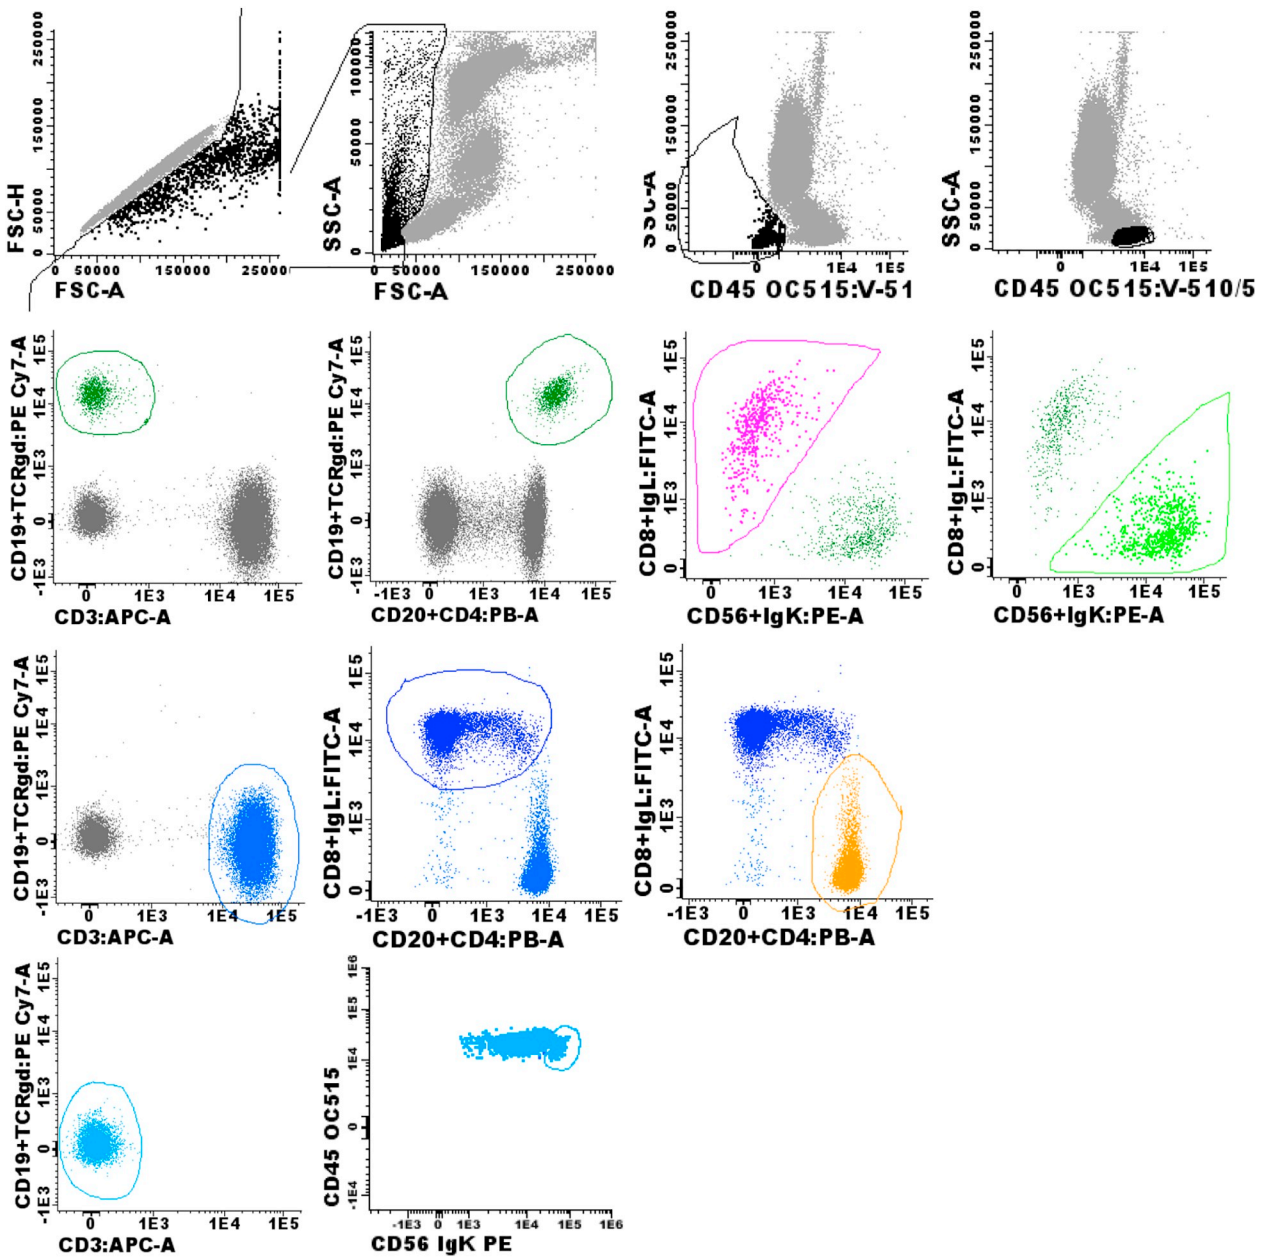 250000
150000
50000
0
FSC-H
0 50000 150000 250000
FSC-A
100000
50000
0
SSC-A
0 50000 150000 250000
FSC-A
250000
150000
50000
0
SSC-A
0 1E4 1E5
CD45 OC515:V-51
250000
150000
50000
0
SSC-A
0 1E4 1E5
CD45 OC515:V-510/5
1E5
1E4
1E3
0
-1E3
CD19+TCRgd:PE Cy7-A
0 1E3 1E4 1E5
CD3:APC-A
1E5
1E4
1E3
0
-1E3
CD19+TCRgd:PE Cy7-A
0 1E3 1E4 1E5
CD20+CD4:PB-A
1E5
1E4
1E3
0
CD8+IgL:FITC-A
0 1E3 1E4 1E5
CD56+IgK:PE-A
1E5
1E4
1E3
0
CD8+IgL:FITC-A
0 1E3 1E4 1E5
CD56+IgK:PE-A
1E5
1E4
1E3
0
-1E3
CD19+TCRgd:PE Cy7-A
0 1E3 1E4 1E5
CD3:APC-A
1E5
1E4
1E3
0
CD8+IgL:FITC-A
-1E3 0 1E3 1E4 1E5
CD20+CD4:PB-A
1E5
1E4
1E3
0
CD8+IgL:FITC-A
-1E3 0 1E3 1E4 1E5
CD20+CD4:PB-A
1E5
1E4
1E3
0
-1E3
CD19+TCRgd:PE Cy7-A
0 1E3 1E4 1E5
CD3:APC-A
1E6
1E5
1E4
0
-1E4
CD45 OC515
-1E3 0 1E3 1E4 1E5 1E6
CD56 IgK PE